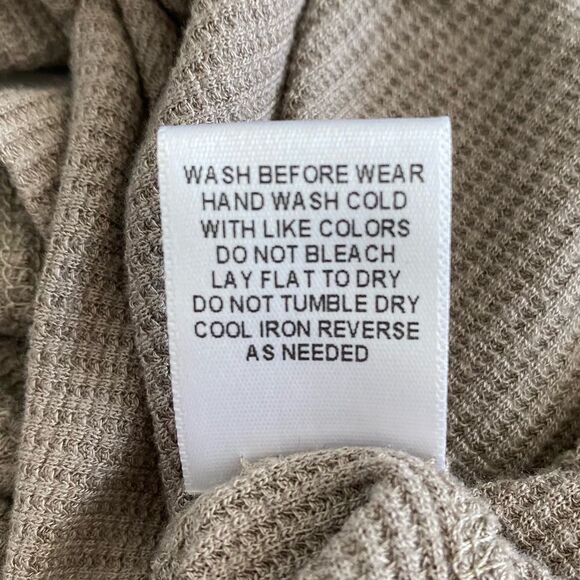 WASH BEFORE WEAR
HAND WASH COLD
WITH LIKE COLORS
DO NOT BLEACH
LAY FLAT TO DRY
DO NOT TUMBLE DRY
COOL IRON REVERSE
AS NEEDED